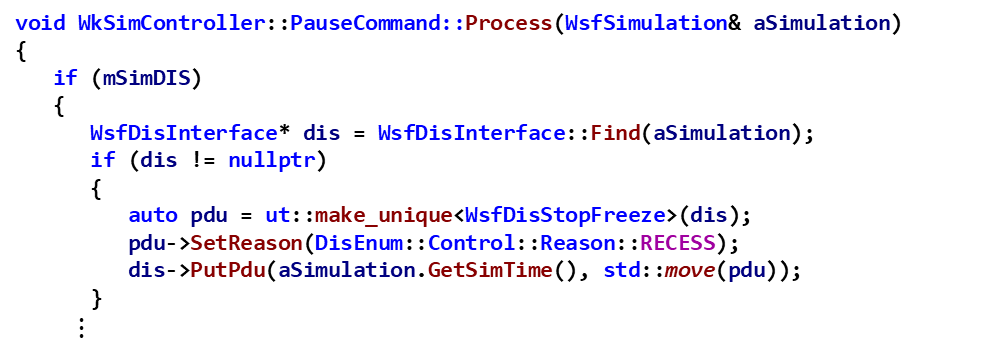 void WkSimController::PauseCommand::Process(WsfSimulation& aSimulation)
{
   if (mSimDIS)
   {
      WsfDisInterface* dis = WsfDisInterface::Find(aSimulation);
      if (dis != nullptr)
      {
         auto pdu = ut::make_unique<WsfDisStopFreeze>(dis);
         pdu->SetReason(DisEnum::Control::Reason::RECESS);
         dis->PutPdu(aSimulation.GetSimTime(), std::move(pdu));
      }
     ⋮